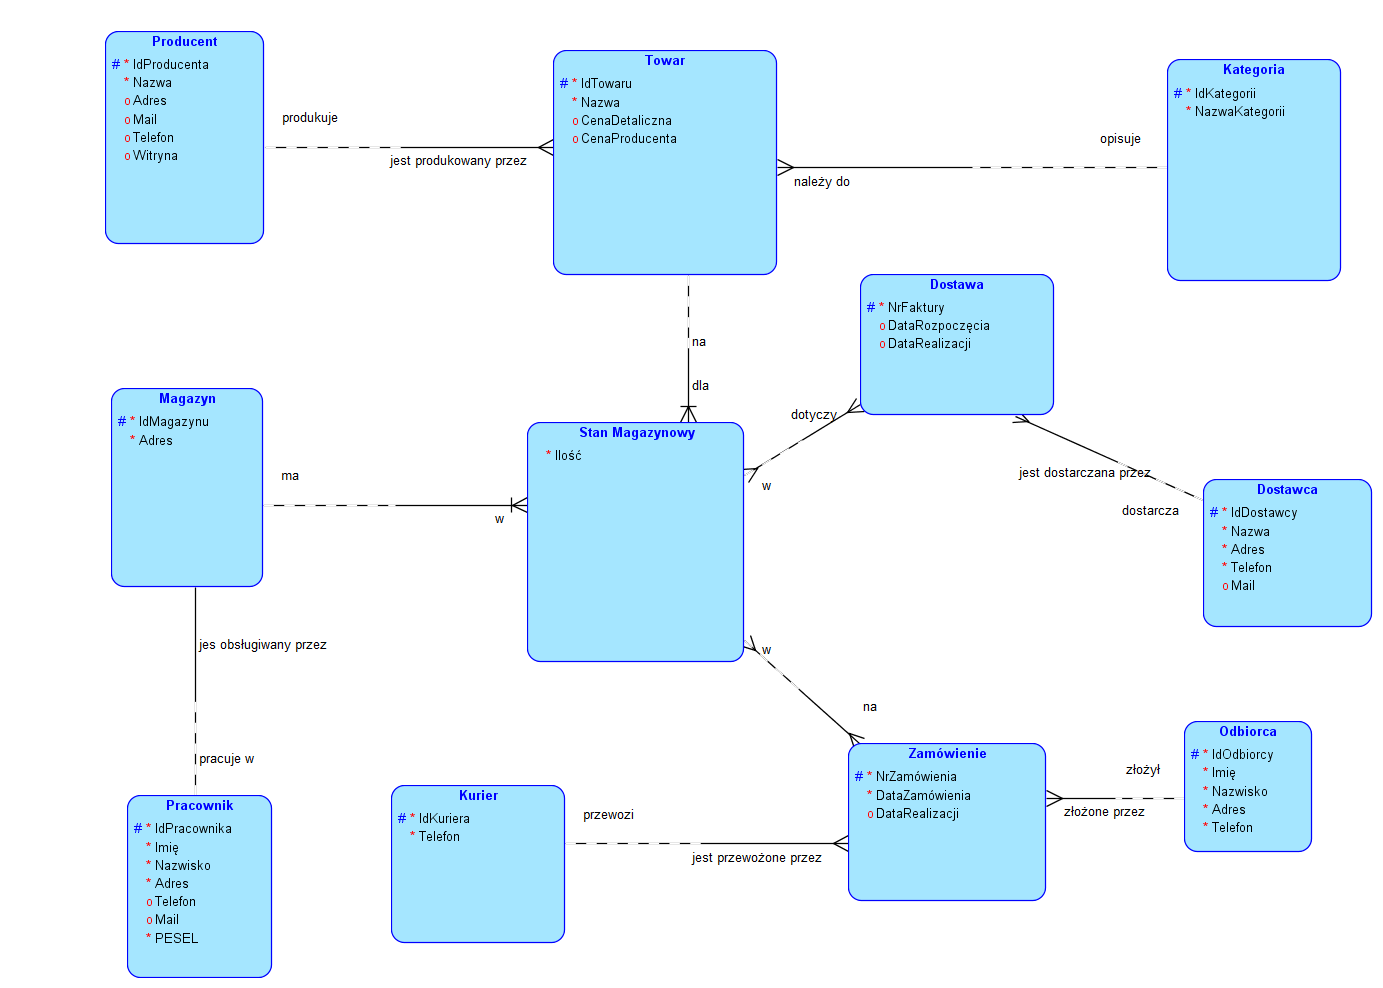 Producent
# * IdProducenta
* Nazwa
o Adres
o Mail
o Telefon
o Witryna
produkuje
jest produkowany przez
Towar
# * IdTowaru
* Nazwa
o CenaDetaliczna
o CenaProducenta
Kategoria
# * IdKategorii
* NazwaKategorii
opisuje
należy do
na
dla
Dostawa
# * NrFaktury
o DataRozpoczęcia
o DataRealizacji
Magazyn
# * IdMagazynu
* Adres
ma
w
Stan Magazynowy
* Ilość
dotyczy
w
jest dostarczana przez
dostarcza
Dostawca
# * IdDostawcy
* Nazwa
* Adres
* Telefon
o Mail
jes obsługiwany przez
pracuje w
w
na
Pracownik
# * IdPracownika
* Imię
* Nazwisko
* Adres
o Telefon
o Mail
* PESEL
Kurier
# * IdKuriera
* Telefon
przewozi
jest przewożone przez
Zamówienie
# * NrZamówienia
* DataZamówienia
o DataRealizacji
złożył
złożone przez
Odbiorca
# * IdOdbiorcy
* Imię
* Nazwisko
* Adres
* Telefon